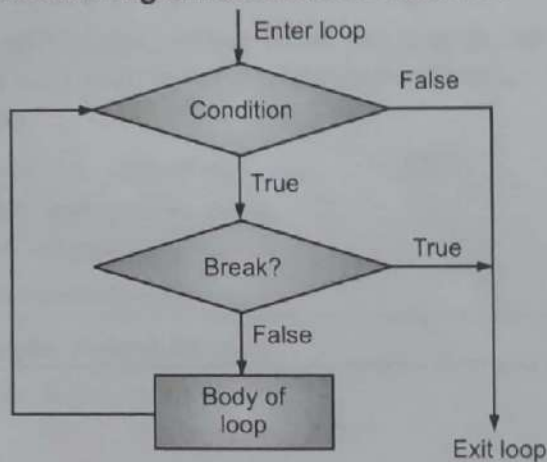 Enter loop
False
Condition
True
Break?
True
False
Body of
loop
Exit loop